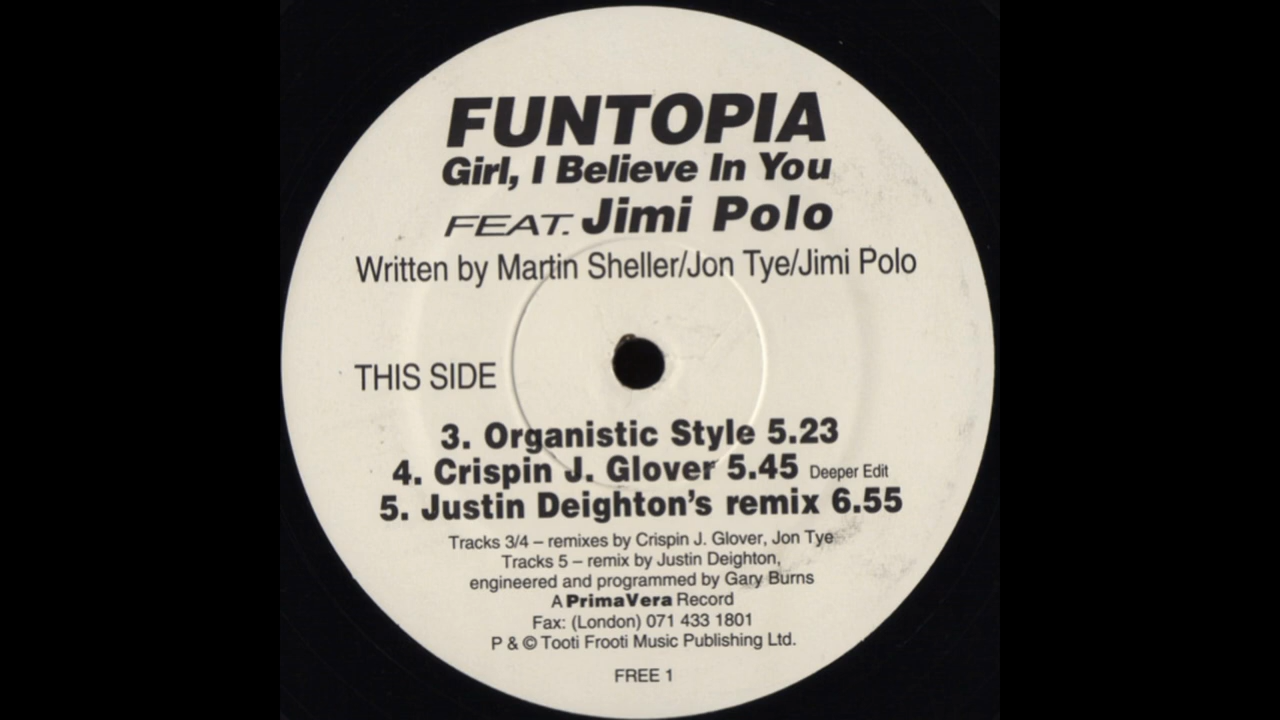 FUNTOPIA
Girl, I Believe In You
FEAT. Jimi Polo
Written by Martin Sheller/Jon Tye/Jimi Polo
THIS SIDE
3. Organistic Style 5.23
4. Crispin J. Glover 5.45 Deeper Edit
5. Justin Deighton's remix 6.55
Tracks 3/4 – remixes by Crispin J. Glover, Jon Tye
Tracks 5 – remix by Justin Deighton,
engineered and programmed by Gary Burns
A PrimaVera Record
Fax: (London) 071 433 1801
P & © Tooti Frooti Music Publishing Ltd.
FREE 1